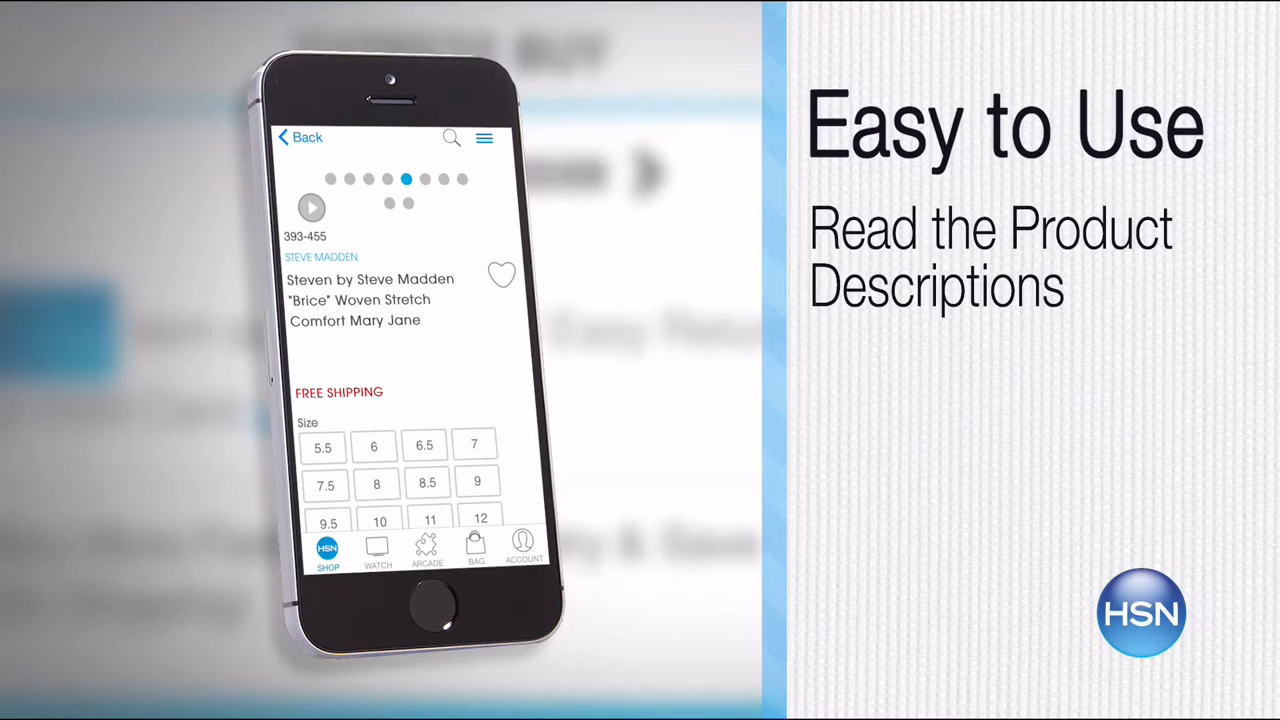 Back
393-455
STEVE MADDEN
Steven by Steve Madden
"Brice" Woven Stretch
Comfort Mary Jane
FREE SHIPPING
Size
5.5 6 6.5 7
7.5 8 8.5 9
9.5 10 11 12
HSN
SHOP WATCH ARCADE BAG ACCOUNT
BUY
Easy to Use
Read the Product
Descriptions
HSN